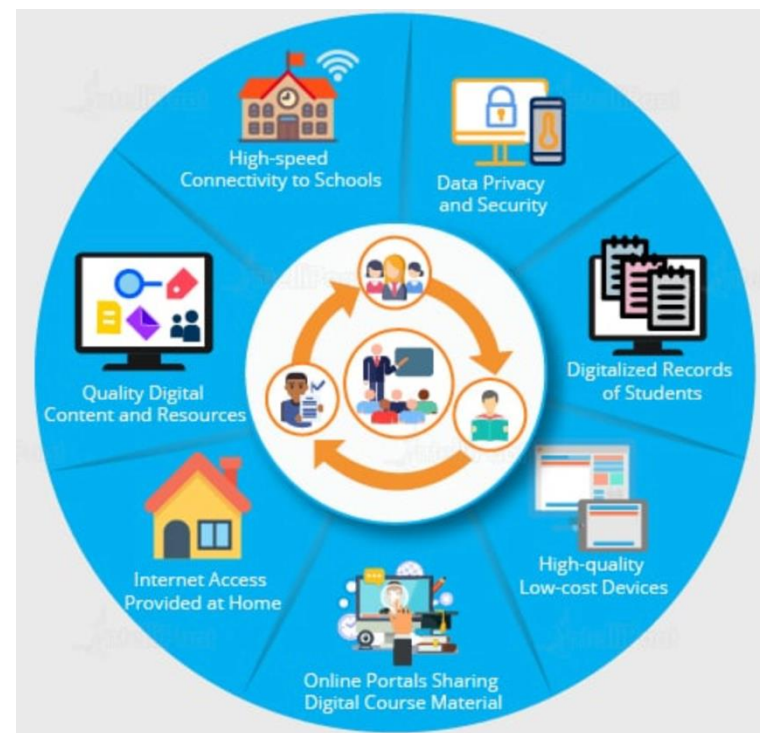 High-speed
Connectivity to Schools
Data Privacy
and Security
Digitalized Records
of Students
High-quality
Low-cost Devices
Online Portals Sharing
Digital Course Material
Internet Access
Provided at Home
Quality Digital
Content and Resources